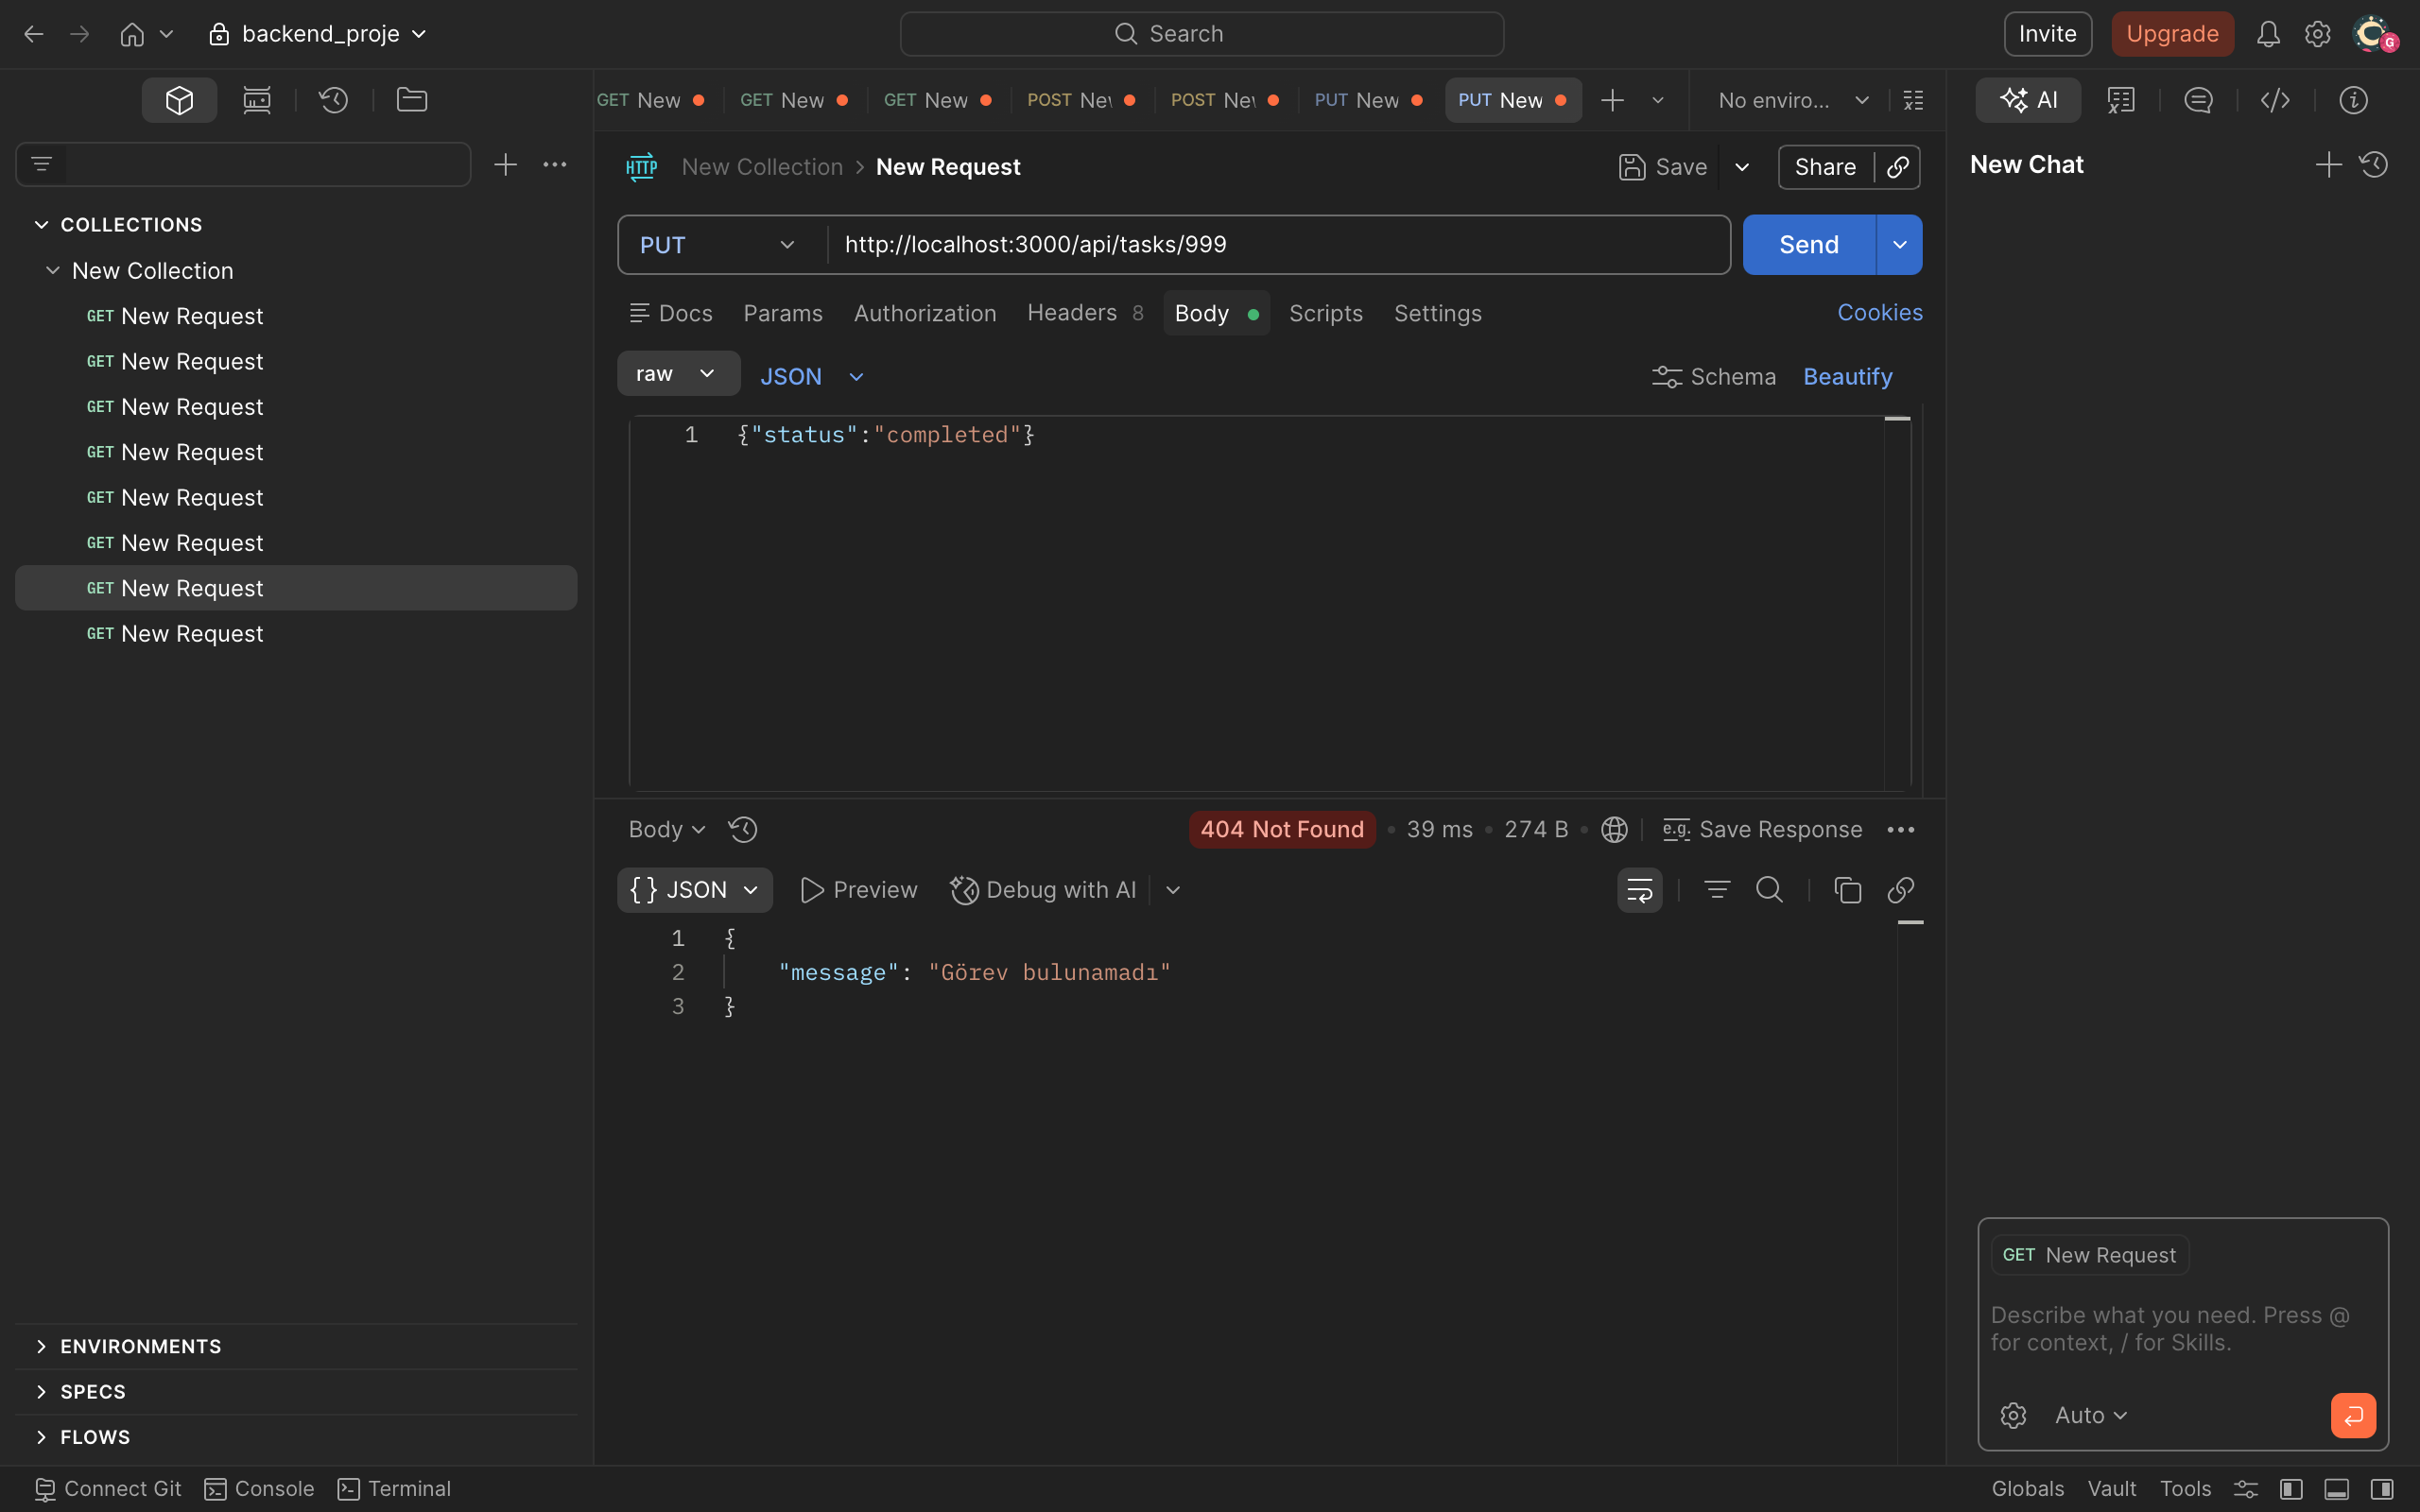 backend_proje
Search
Invite
Upgrade
GET New
GET New
GET New
POST Nev
POST Nev
PUT New
PUT New
No enviro...
AI
New Collection > New Request
Save
Share
New Chat
COLLECTIONS
New Collection
GET New Request
GET New Request
GET New Request
GET New Request
GET New Request
GET New Request
GET New Request
GET New Request
HTTP
PUT
http://localhost:3000/api/tasks/999
Send
Docs
Params
Authorization
Headers 8
Body
Scripts
Settings
Cookies
raw
JSON
Schema
Beautify
1 {"status":"completed"}
Body
404 Not Found
39 ms
274 B
e.g. Save Response
{} JSON
Preview
Debug with AI
1 {
2 "message": "Görev bulunamadı"
3 }
GET New Request
Describe what you need. Press @
for context, / for Skills.
Auto
ENVIRONMENTS
SPECS
FLOWS
Connect Git
Console
Terminal
Globals
Vault
Tools